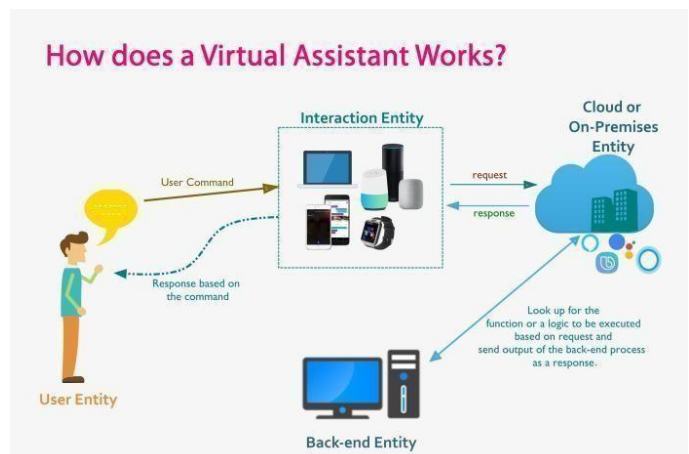 How does a Virtual Assistant Works?
Interaction Entity
Cloud or
On-Premises
Entity
User Command
request
response
Response based on
the command
Look up for the
function or a logic to be executed
based on request and
send output of the back-end process
as a response.
User Entity
Back-end Entity